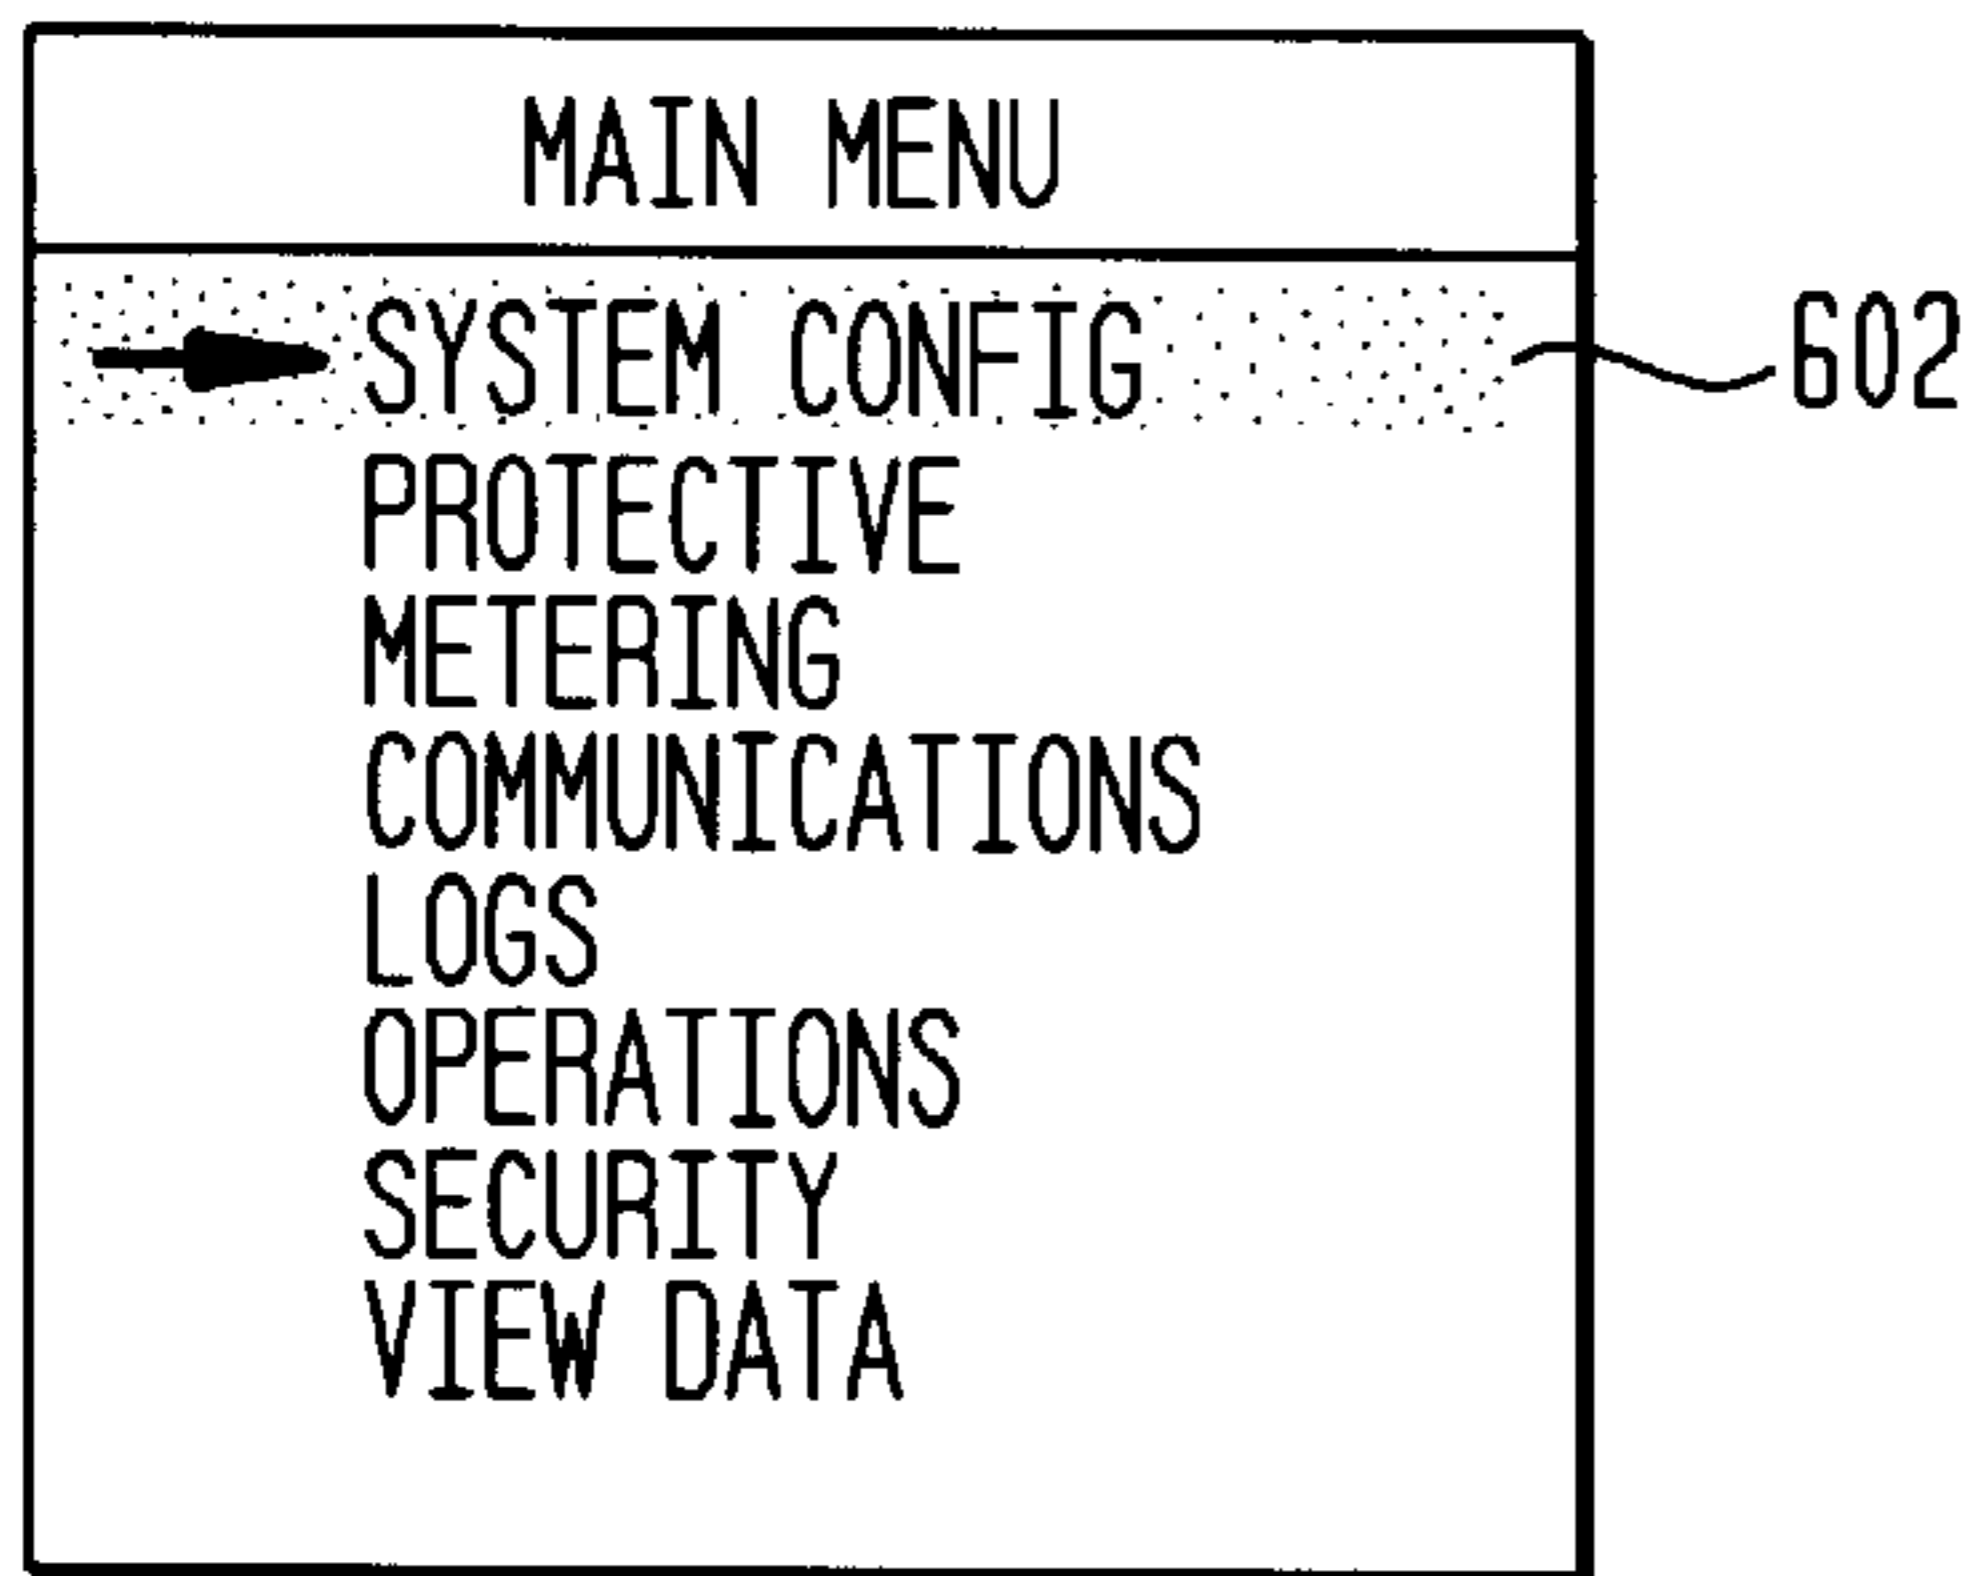 MAIN MENU
SYSTEM CONFIG
602
PROTECTIVE
METERING
COMMUNICATIONS
LOGS
OPERATIONS
SECURITY
VIEW DATA